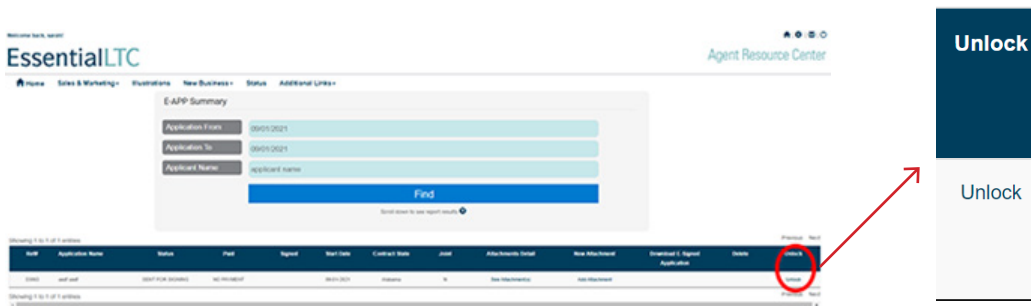 Welcome back, sarah!
EssentialLTC
Agent Resource Center
Home Sales & Marketing Illustrations New Business Status Additional Links
E-APP Summary
Application From 09/01/2021
Application To 09/01/2021
Applicant Name applicant name
Find
Scroll down to see report results
Showing 1 to 1 of 1 entries Previous Next
Ref# Application Name Status Paid Signed Start Date Contract State Joint Attachments Detail New Attachment Download E-Signed Application Delete Unlock
SENT FOR SIGNING NO PAYMENT 09/01/2021 Alabama N See Attachment(s) Add Attachment Unlock
Showing 1 to 1 of 1 entries Previous Next
Unlock
Unlock